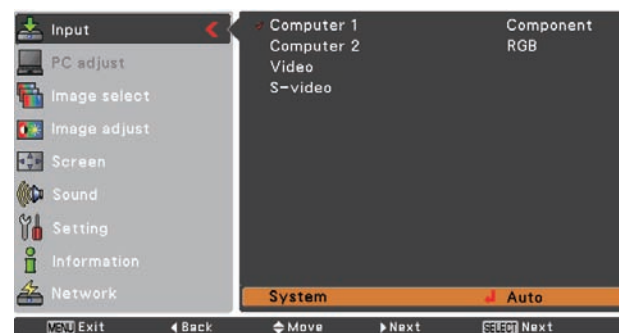 Input
PC adjust
Image select
Image adjust
Screen
Sound
Setting
Information
Network
Computer 1 Component
Computer 2 RGB
Video
S-video
System Auto
MENU Exit Back Move Next SELECT Next